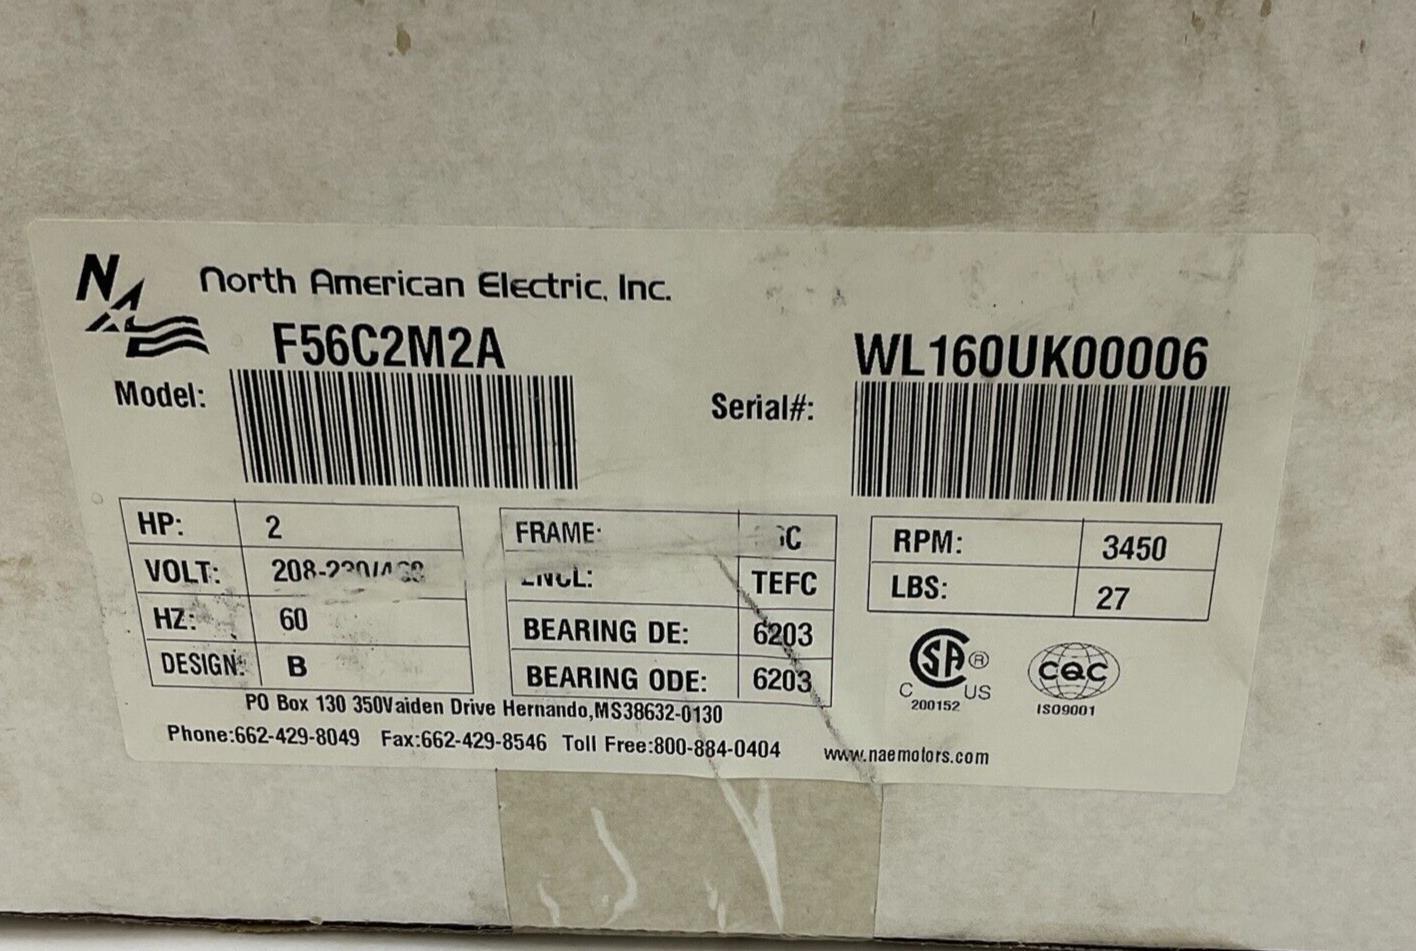 NA
North American Electric, Inc.
F56C2M2A
WL160UK00006
Model:
Serial#:
HP: 2
VOLT:
HZ: 60
DESIGN: B
FRAME:
TEFC
BEARING DE: 6203
BEARING ODE: 6203
RPM: 3450
LBS: 27
SA ®
C US
200152
CQC
ISO9001
PO Box 130 350Vaiden Drive Hernando,MS38632-0130
Phone:662-429-8049 Fax:662-429-8546 Toll Free:800-884-0404 www.naemotors.com